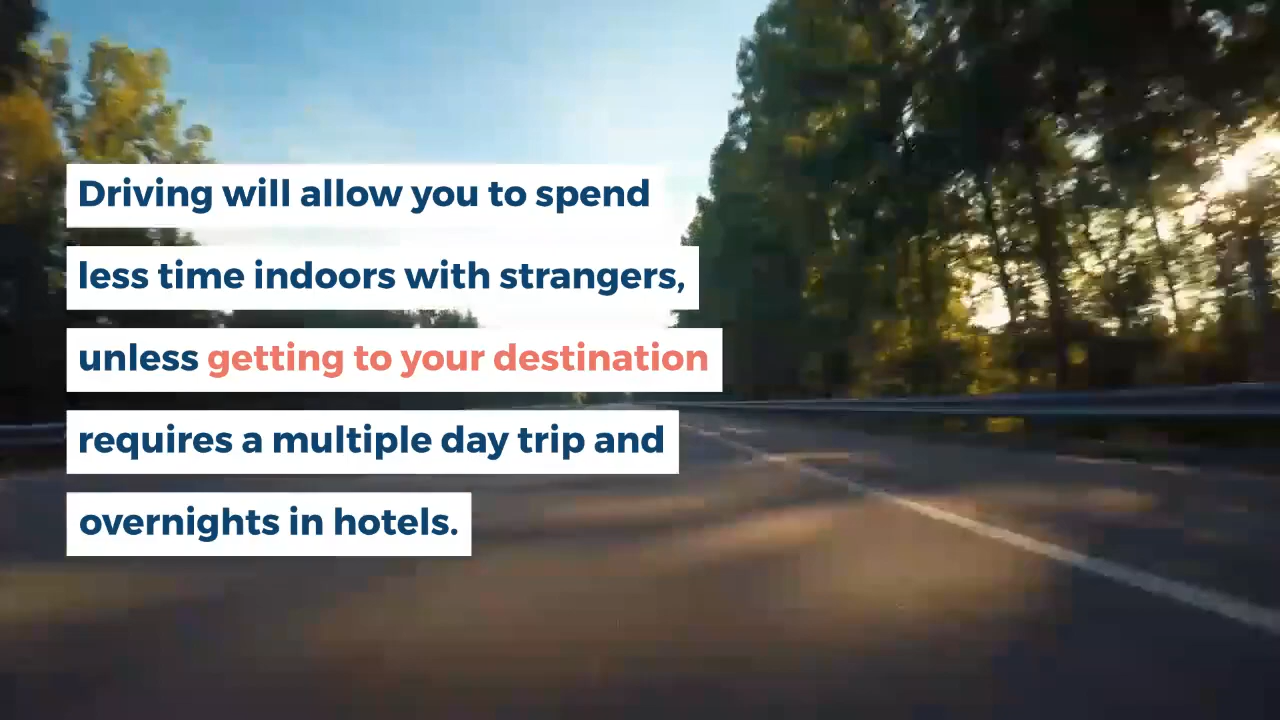 Driving will allow you to spend
less time indoors with strangers,
unless getting to your destination
requires a multiple day trip and
overnights in hotels.